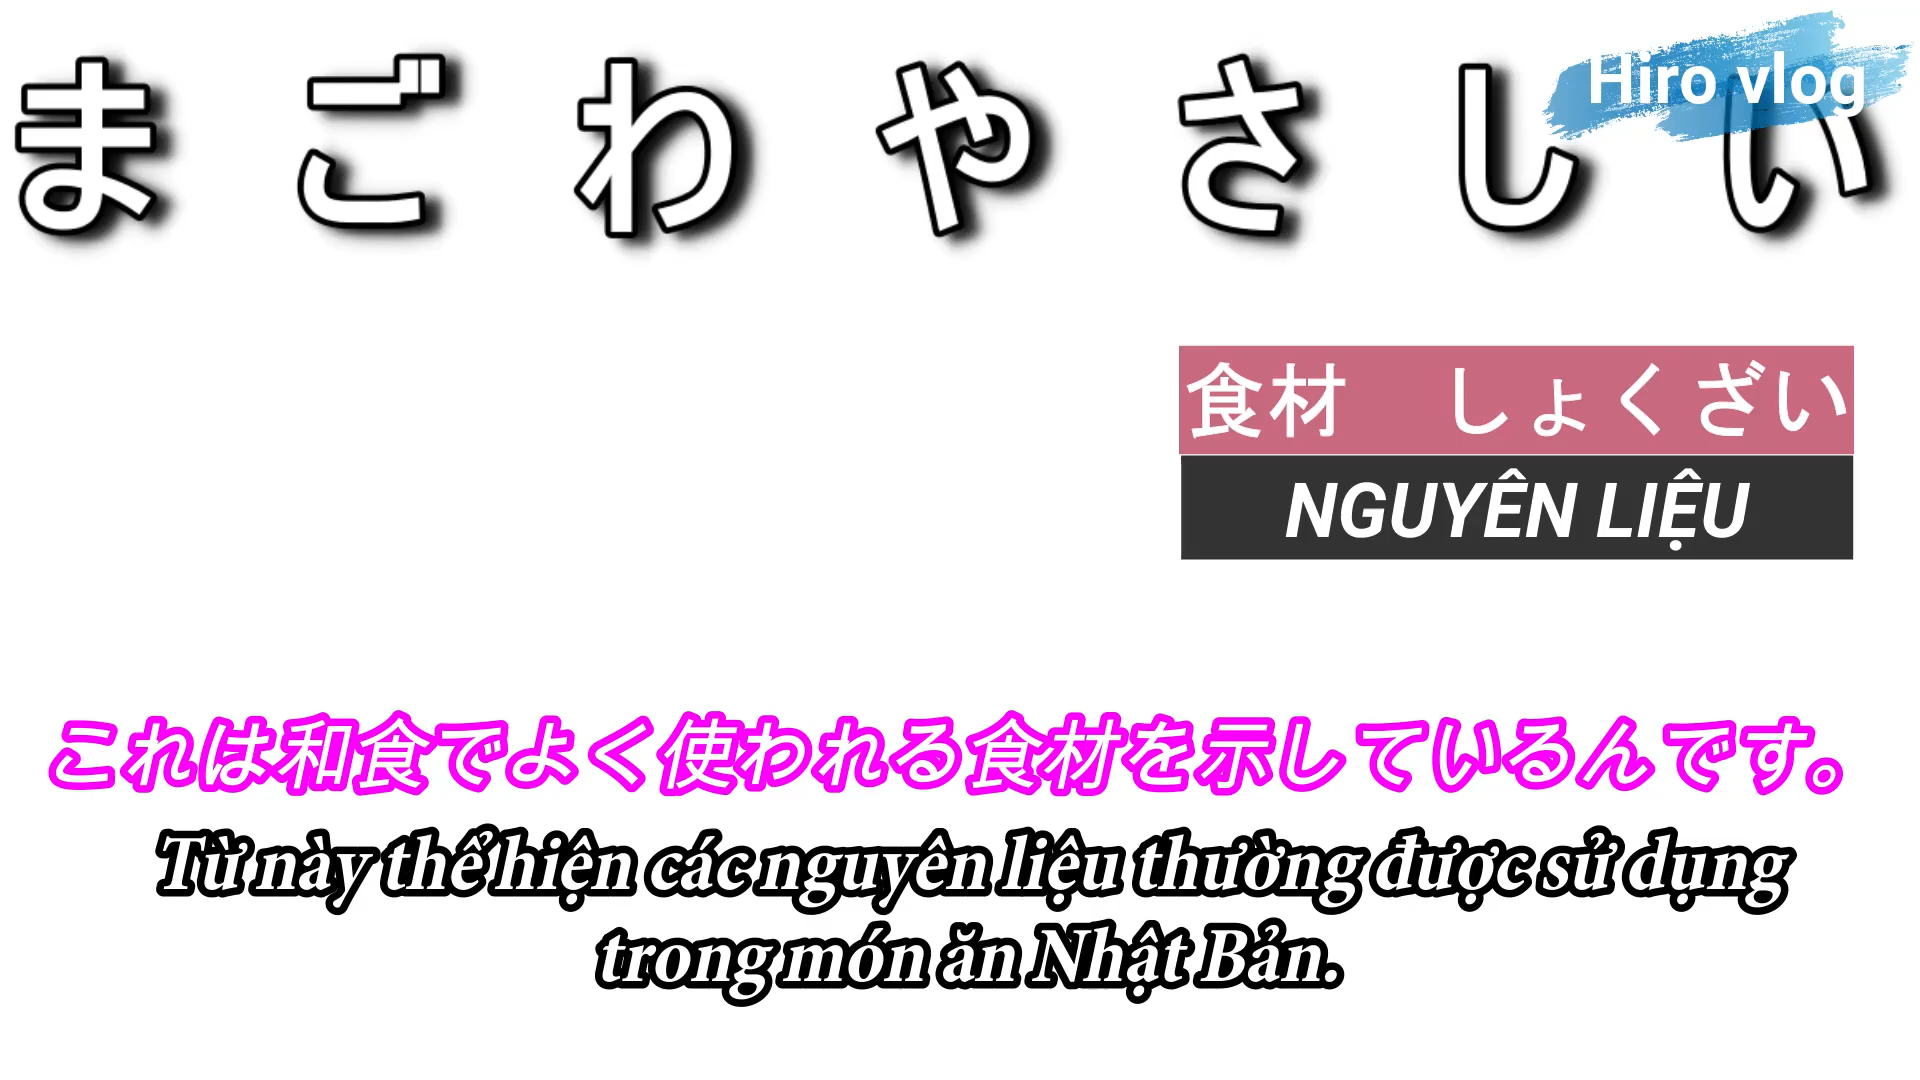 まごわやさしい
Hiro vlog
食材　しょくざい
NGUYÊN LIỆU
これは和食でよく使われる食材を示しているんです。
Từ này thể hiện các nguyên liệu thường được sử dụng
trong món ăn Nhật Bản.